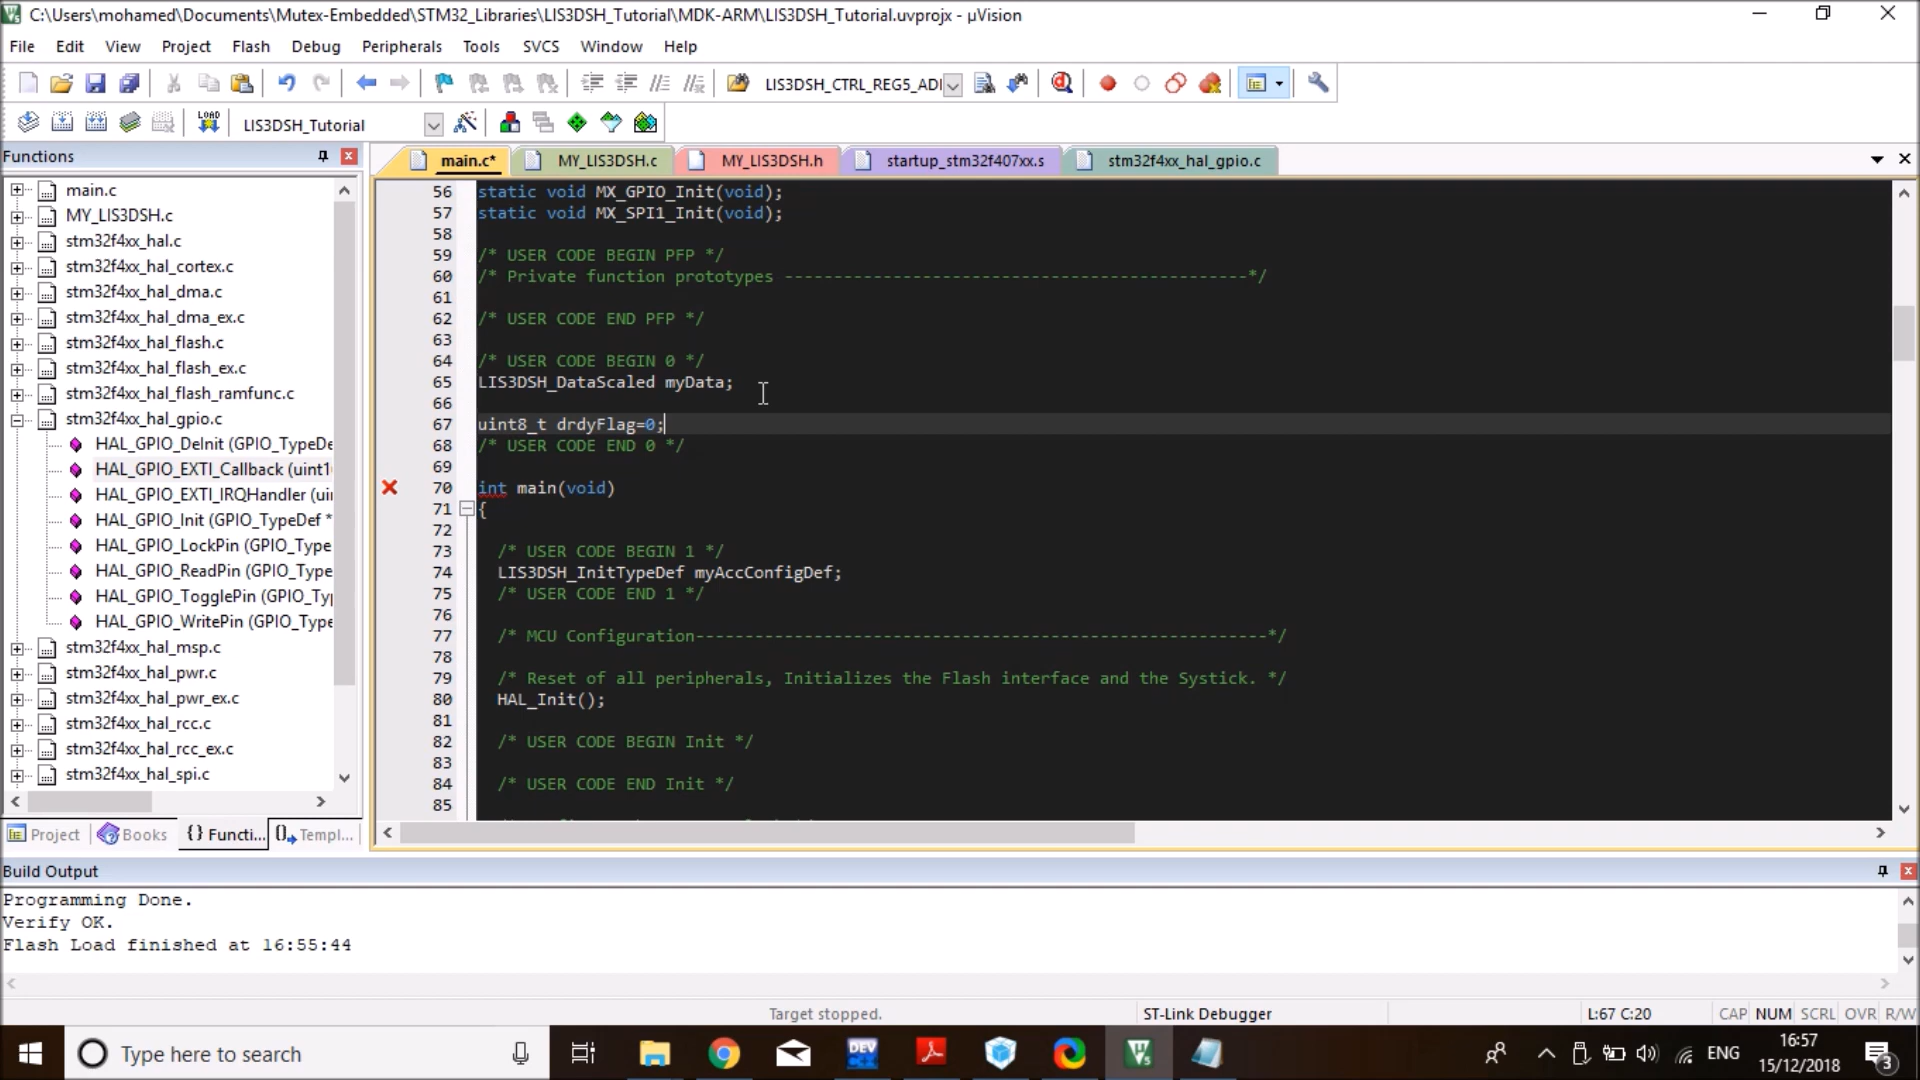 C:\Users\mohamed\Documents\Mutex-Embedded\STM32_Libraries\LIS3DSH_Tutorial\MDK-ARM\LIS3DSH_Tutorial.uvprojx - µVision
File Edit View Project Flash Debug Peripherals Tools SVCS Window Help
LIS3DSH_CTRL_REG5_ADI
LOAD LIS3DSH_Tutorial
Functions
main.c* MY_LIS3DSH.c MY_LIS3DSH.h startup_stm32f407xx.s stm32f4xx_hal_gpio.c
main.c
MY_LIS3DSH.c
stm32f4xx_hal.c
stm32f4xx_hal_cortex.c
stm32f4xx_hal_dma.c
stm32f4xx_hal_dma_ex.c
stm32f4xx_hal_flash.c
stm32f4xx_hal_flash_ex.c
stm32f4xx_hal_flash_ramfunc.c
stm32f4xx_hal_gpio.c
HAL_GPIO_DeInit (GPIO_TypeDe
HAL_GPIO_EXTI_Callback (uint1
HAL_GPIO_EXTI_IRQHandler (ui
HAL_GPIO_Init (GPIO_TypeDef *
HAL_GPIO_LockPin (GPIO_Type
HAL_GPIO_ReadPin (GPIO_Type
HAL_GPIO_TogglePin (GPIO_Ty
HAL_GPIO_WritePin (GPIO_Type
stm32f4xx_hal_msp.c
stm32f4xx_hal_pwr.c
stm32f4xx_hal_pwr_ex.c
stm32f4xx_hal_rcc.c
stm32f4xx_hal_rcc_ex.c
stm32f4xx_hal_spi.c
Project Books {} Functi... Templ...
56 static void MX_GPIO_Init(void);
57 static void MX_SPI1_Init(void);
58
59 /* USER CODE BEGIN PFP */
60 /* Private function prototypes -----------------------------------------------*/
61
62 /* USER CODE END PFP */
63
64 /* USER CODE BEGIN 0 */
65 LIS3DSH_DataScaled myData;
66
67 uint8_t drdyFlag=0;
68 /* USER CODE END 0 */
69
70 int main(void)
71 {
72
73 /* USER CODE BEGIN 1 */
74 LIS3DSH_InitTypeDef myAccConfigDef;
75 /* USER CODE END 1 */
76
77 /* MCU Configuration----------------------------------------------------------*/
78
79 /* Reset of all peripherals, Initializes the Flash interface and the Systick. */
80 HAL_Init();
81
82 /* USER CODE BEGIN Init */
83
84 /* USER CODE END Init */
85
Build Output
Programming Done.
Verify OK.
Flash Load finished at 16:55:44
Target stopped. ST-Link Debugger L:67 C:20 CAP NUM SCRL OVR R/W
Type here to search
DEV
ENG
16:57
15/12/2018
3